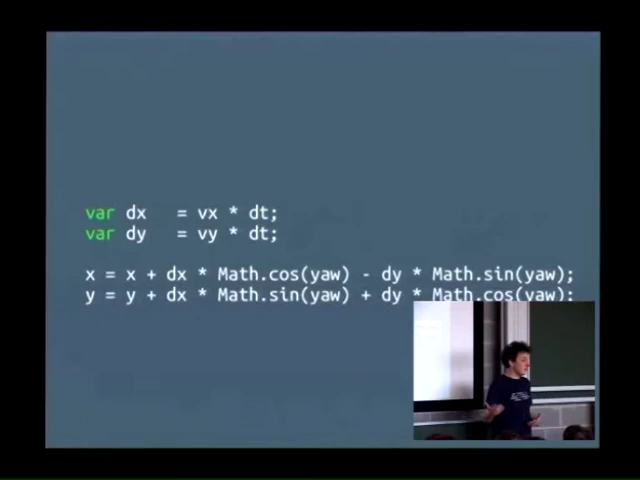 var dx   = vx * dt;
var dy   = vy * dt;
x = x + dx * Math.cos(yaw) - dy * Math.sin(yaw);
y = y + dx * Math.sin(yaw) + dy * Math.cos(yaw);